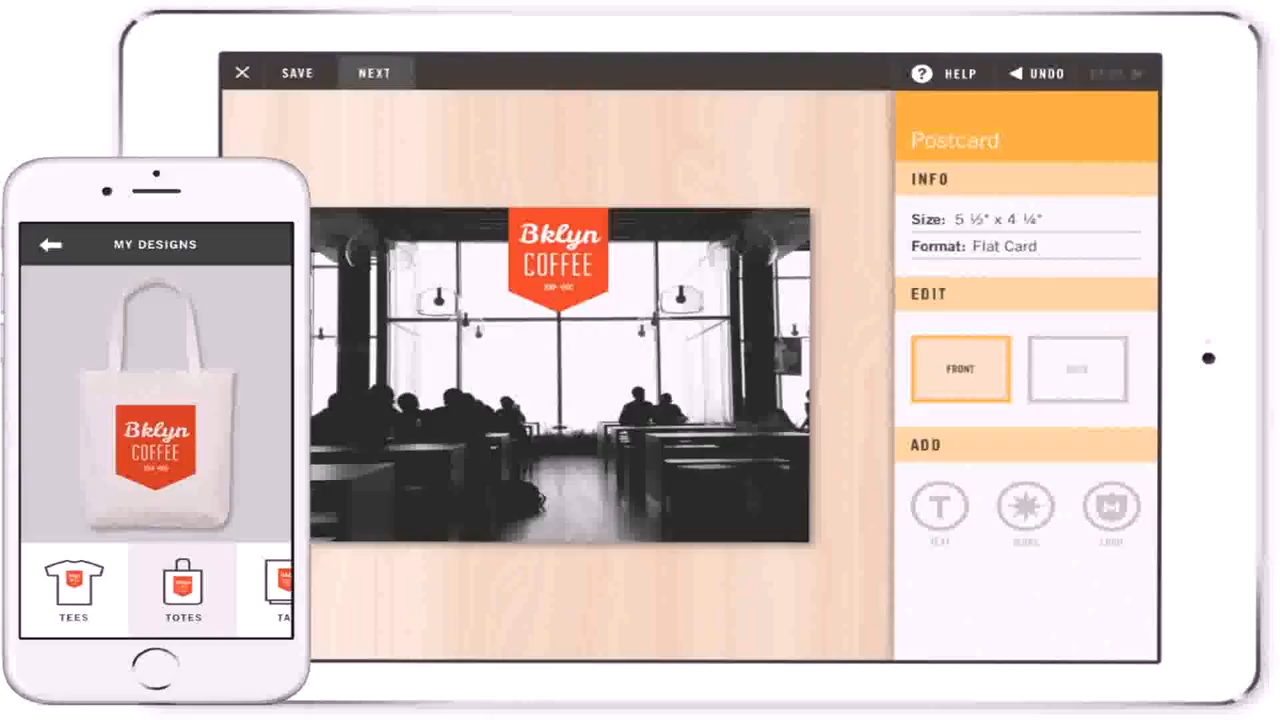 SAVE
NEXT
? HELP
UNDO
Postcard
INFO
Size: 5 ½" x 4 ¼"
Format: Flat Card
EDIT
FRONT
ADD
T
Bklyn
COFFEE
MY DESIGNS
Bklyn
COFFEE
TEES
TOTES
TA